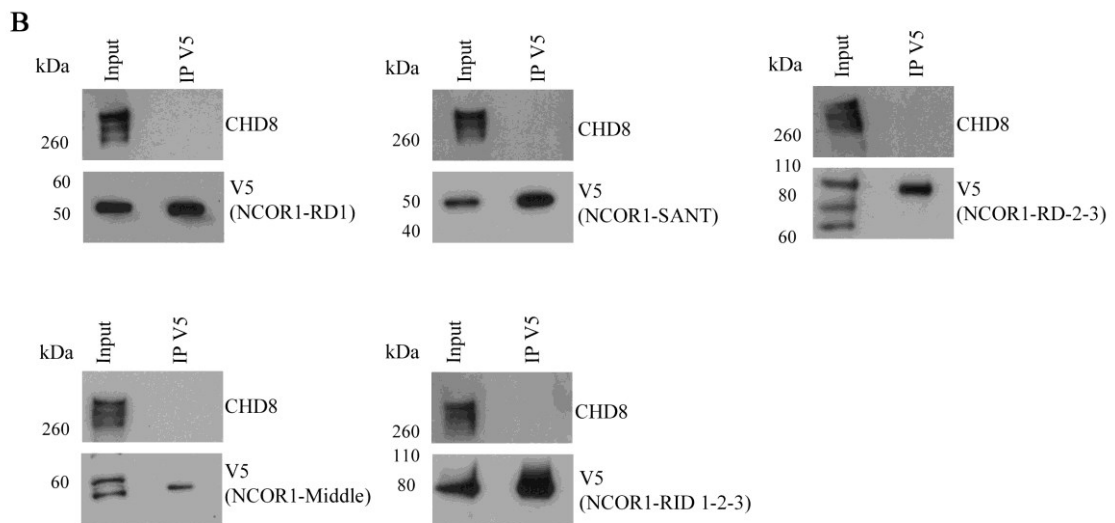 B
kDa
Input
IP V5
260
CHD8
60
50
V5
(NCOR1-RD1)
kDa
Input
IP V5
260
CHD8
50
40
V5
(NCOR1-SANT)
kDa
Input
IP V5
260
CHD8
110
80
60
V5
(NCOR1-RD-2-3)
kDa
Input
IP V5
260
CHD8
60
V5
(NCOR1-Middle)
kDa
Input
IP V5
260
CHD8
110
80
V5
(NCOR1-RID 1-2-3)